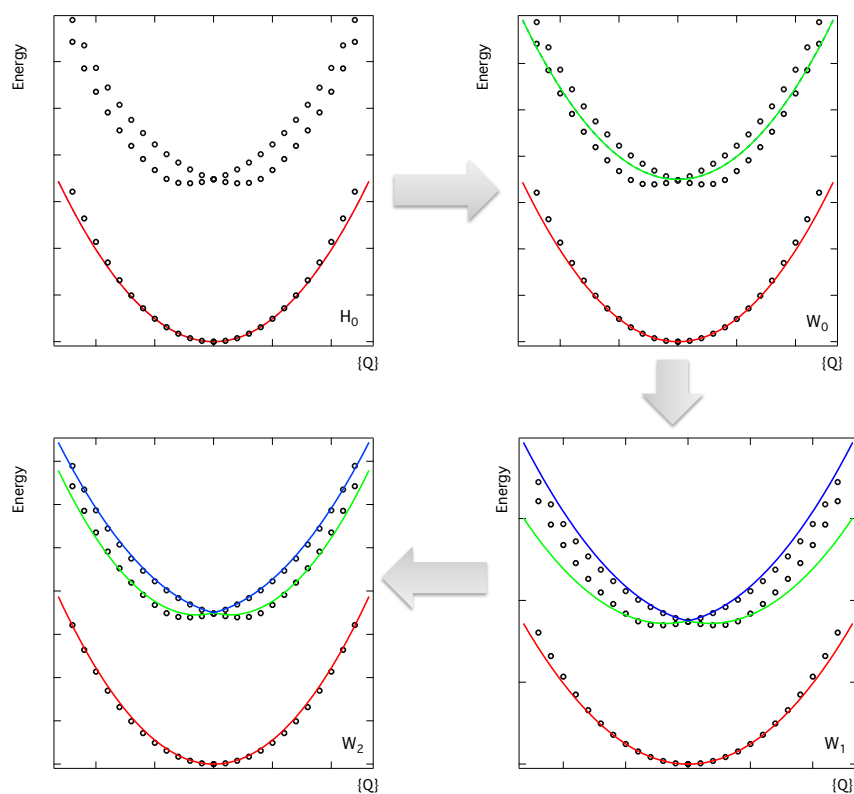 Energy
H₀
{Q}
Energy
W₀
{Q}
Energy
W₂
{Q}
Energy
W₁
{Q}